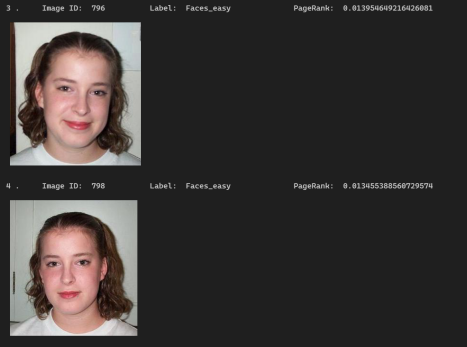 3 . Image ID: 796 Label: Faces_easy PageRank: 0.013954649216426081
4 . Image ID: 798 Label: Faces_easy PageRank: 0.013455388560729574